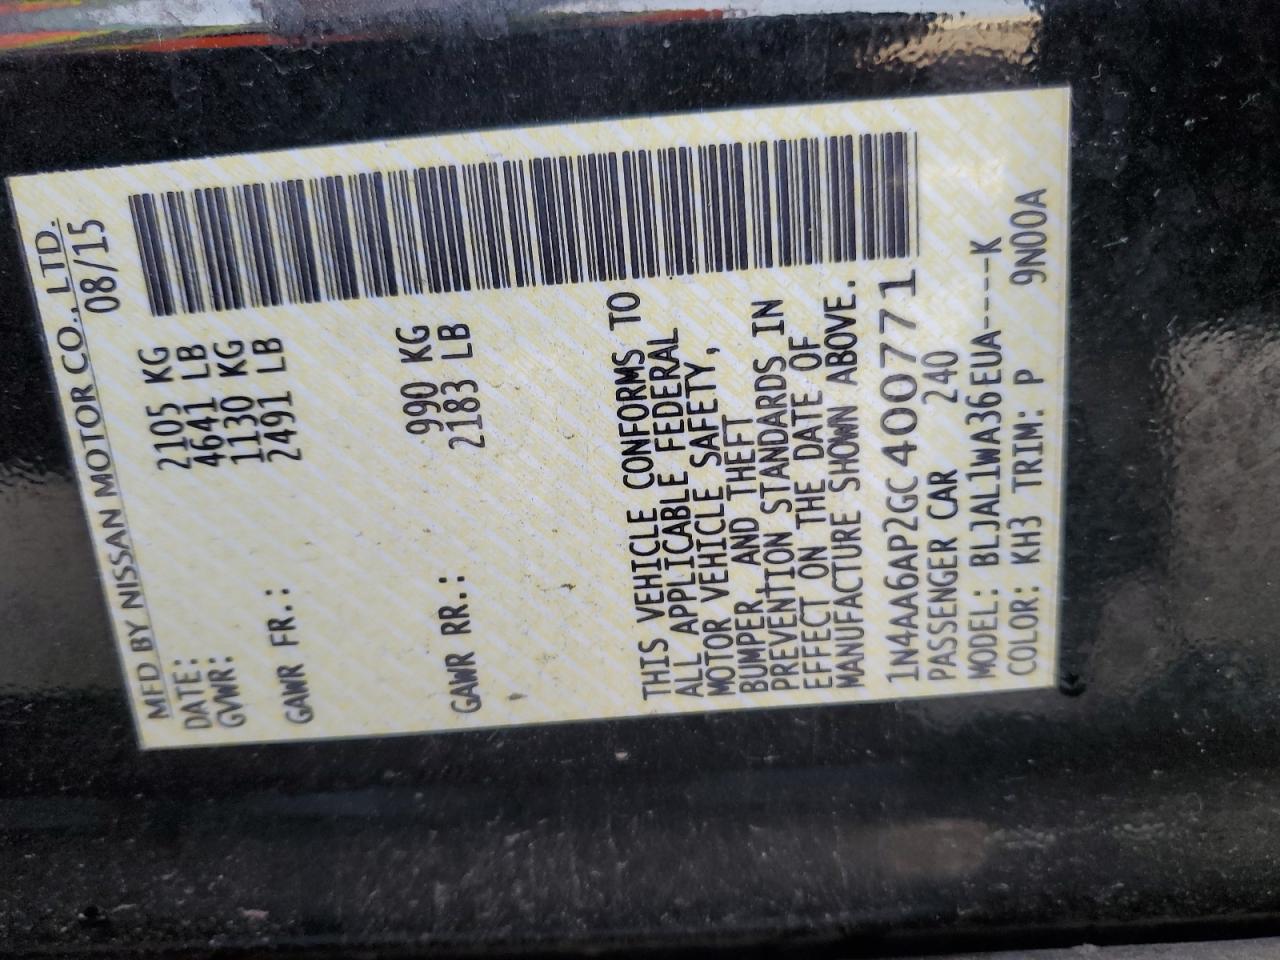 MFD BY NISSAN MOTOR CO., LTD.
DATE: 08/15
GVWR: 2105 KG
4641 LB
GAWR FR.: 1130 KG
2491 LB
GAWR RR.: 990 KG
2183 LB
THIS VEHICLE CONFORMS TO
ALL APPLICABLE FEDERAL
MOTOR VEHICLE SAFETY,
BUMPER, AND THEFT
PREVENTION STANDARDS IN
EFFECT ON THE DATE OF
MANUFACTURE SHOWN ABOVE.
1N4AA6AP2GC400771
PASSENGER CAR 240
MODEL: BLJAL1WA36EUA----K
COLOR: KH3 TRIM: P 9N00A